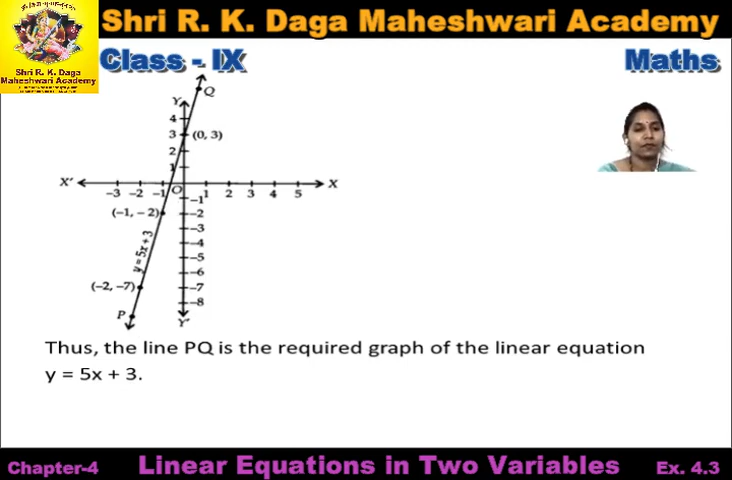 Shri R. K. Daga Maheshwari Academy
Shri R. K. Daga
Maheshwari Academy
Class - IX
Maths
Y
Q
4
3
(0, 3)
2
1
X'
O
X
-3 -2 -1 1 2 3 4 5
-1
(-1, -2)
-2
-3
y = 5x + 3
-4
-5
-6
(-2, -7)
-7
-8
P
Y'
Thus, the line PQ is the required graph of the linear equation
y = 5x + 3.
Chapter-4
Linear Equations in Two Variables
Ex. 4.3